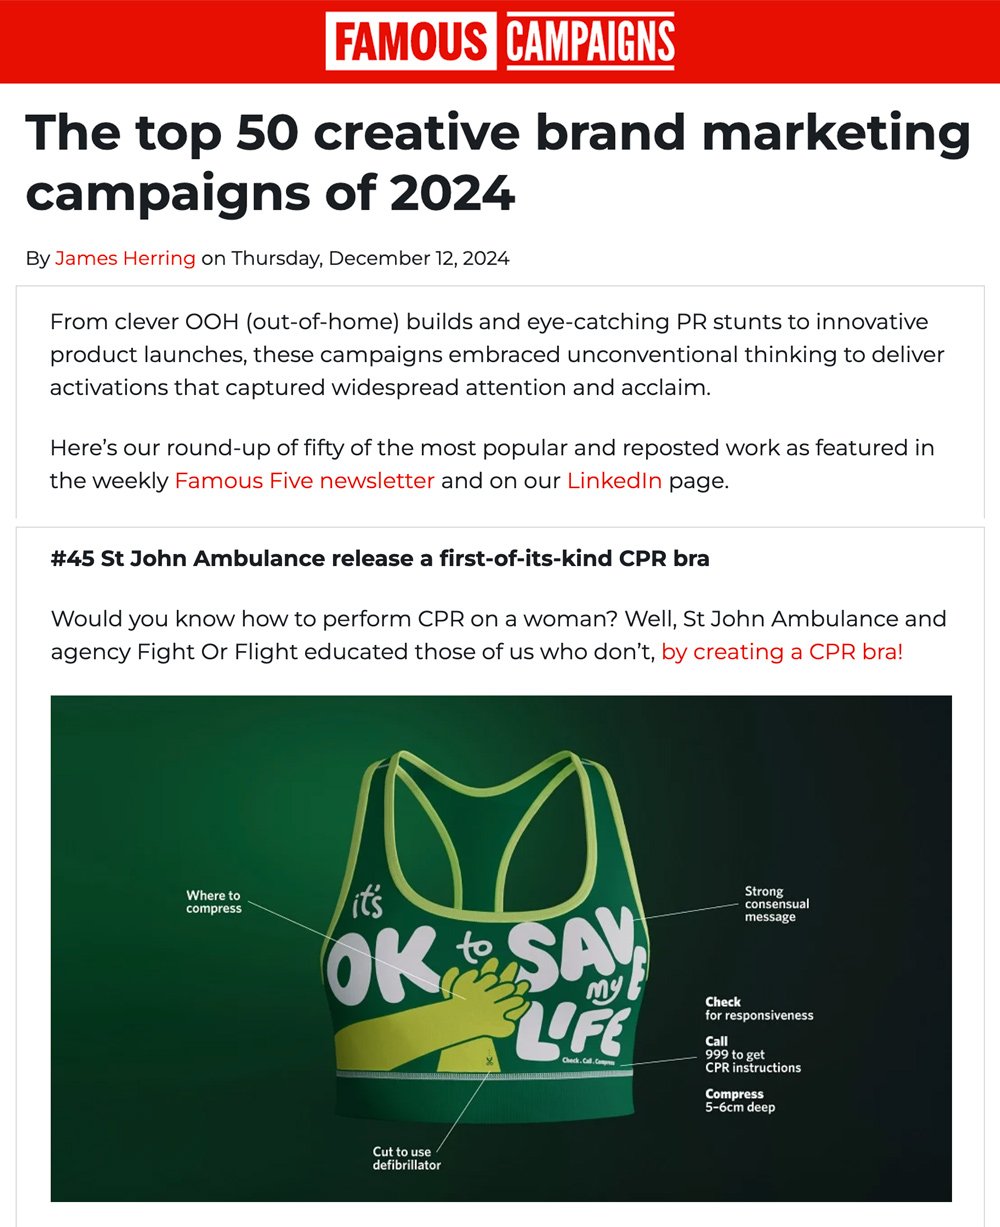 FAMOUS CAMPAIGNS
The top 50 creative brand marketing
campaigns of 2024
By James Herring on Thursday, December 12, 2024
From clever OOH (out-of-home) builds and eye-catching PR stunts to innovative
product launches, these campaigns embraced unconventional thinking to deliver
activations that captured widespread attention and acclaim.
Here’s our round-up of fifty of the most popular and reposted work as featured in
the weekly Famous Five newsletter and on our LinkedIn page.
#45 St John Ambulance release a first-of-its-kind CPR bra
Would you know how to perform CPR on a woman? Well, St John Ambulance and
agency Fight Or Flight educated those of us who don’t, by creating a CPR bra!
Where to
compress
it's
OK to SAVE
my
LIFE
Check. Call. Compress
Strong
consensual
message
Check
for responsiveness
Call
999 to get
CPR instructions
Compress
5–6cm deep
Cut to use
defibrillator